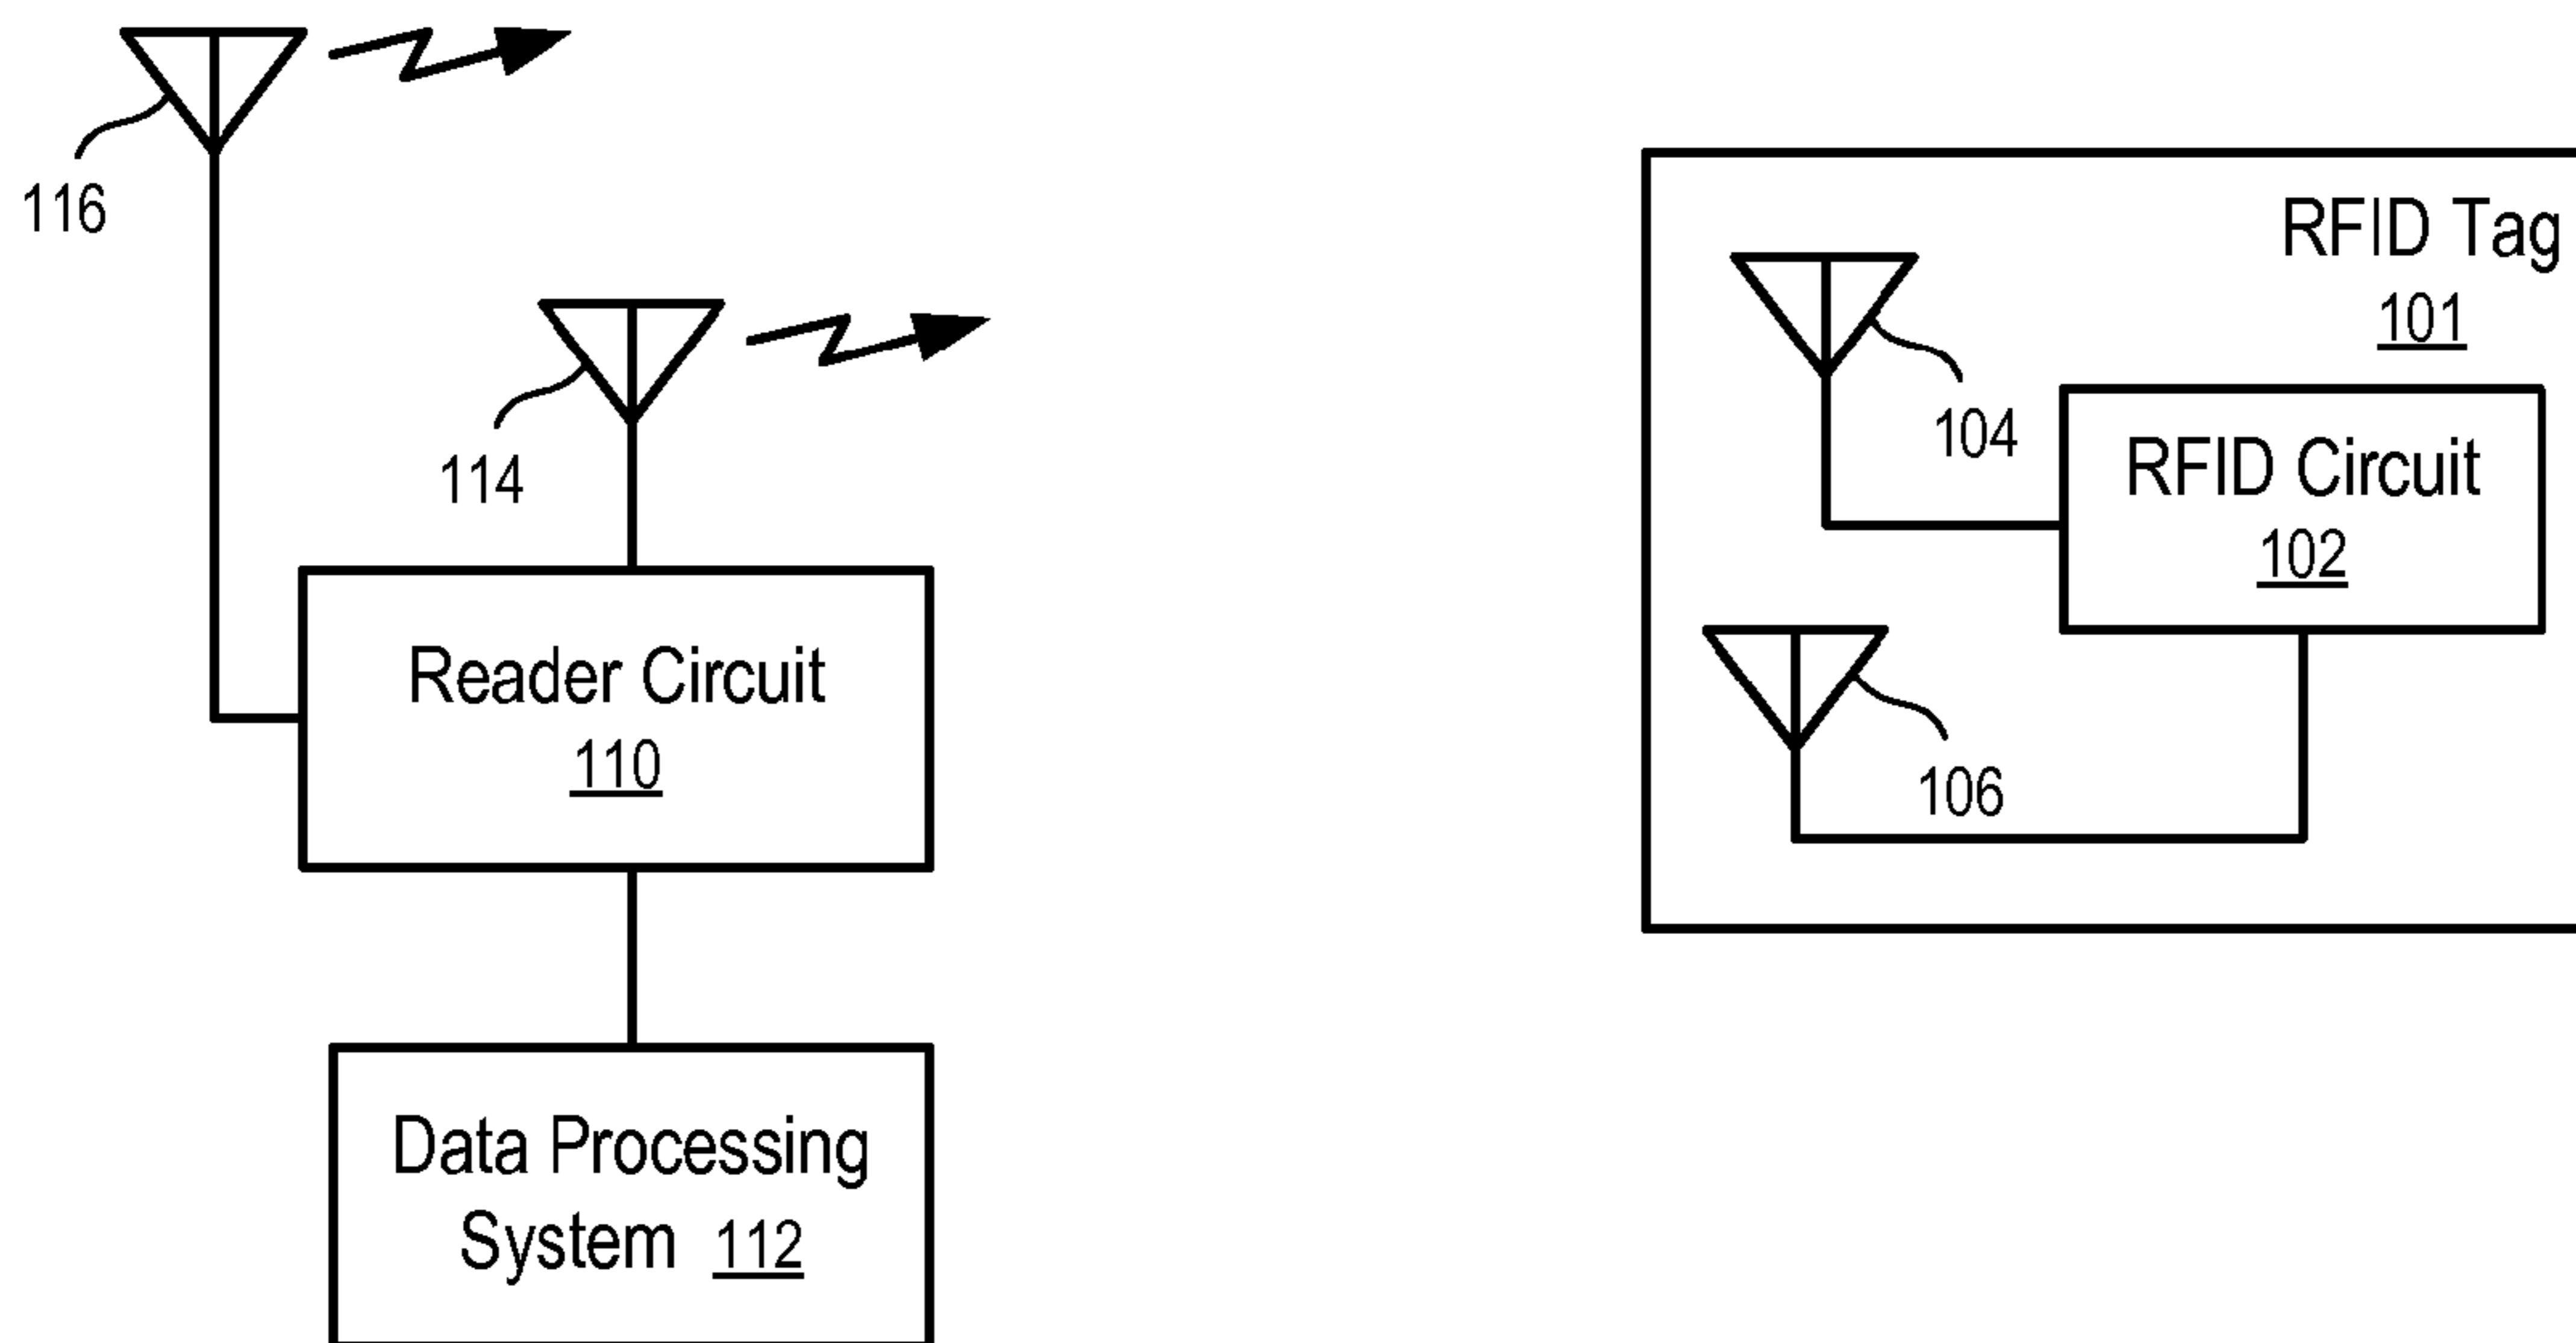 116
114
Reader Circuit
110
Data Processing
System 112
RFID Tag
101
104
RFID Circuit
102
106